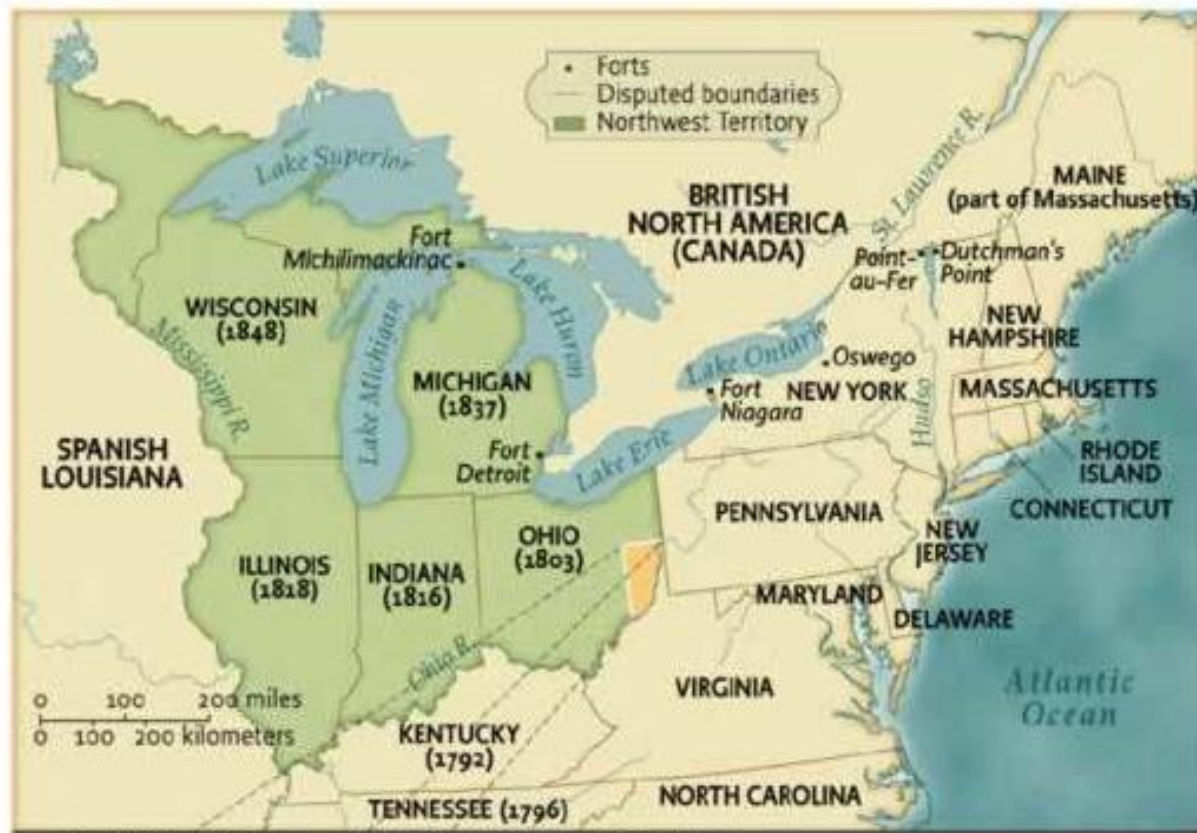 Forts
Disputed boundaries
Northwest Territory
Lake Superior
St. Lawrence R.
MAINE
(part of Massachusetts)
BRITISH
NORTH AMERICA
(CANADA)
Fort
Michilimackinac
Point-
au-Fer
Dutchman's
Point
Lake Huron
WISCONSIN
(1848)
Mississippi R.
Lake Michigan
NEW
HAMPSHIRE
Lake Ontario
Oswego
MICHIGAN
(1837)
Fort
Niagara
NEW YORK
Hudso
MASSACHUSETTS
SPANISH
LOUISIANA
Fort
Detroit
Lake Erie
RHODE
ISLAND
CONNECTICUT
PENNSYLVANIA
NEW
JERSEY
OHIO
(1803)
ILLINOIS
(1818)
INDIANA
(1816)
MARYLAND
DELAWARE
Ohio R.
VIRGINIA
Atlantic
Ocean
0 100 200 miles
0 100 200 kilometers
KENTUCKY
(1792)
TENNESSEE (1796)
NORTH CAROLINA